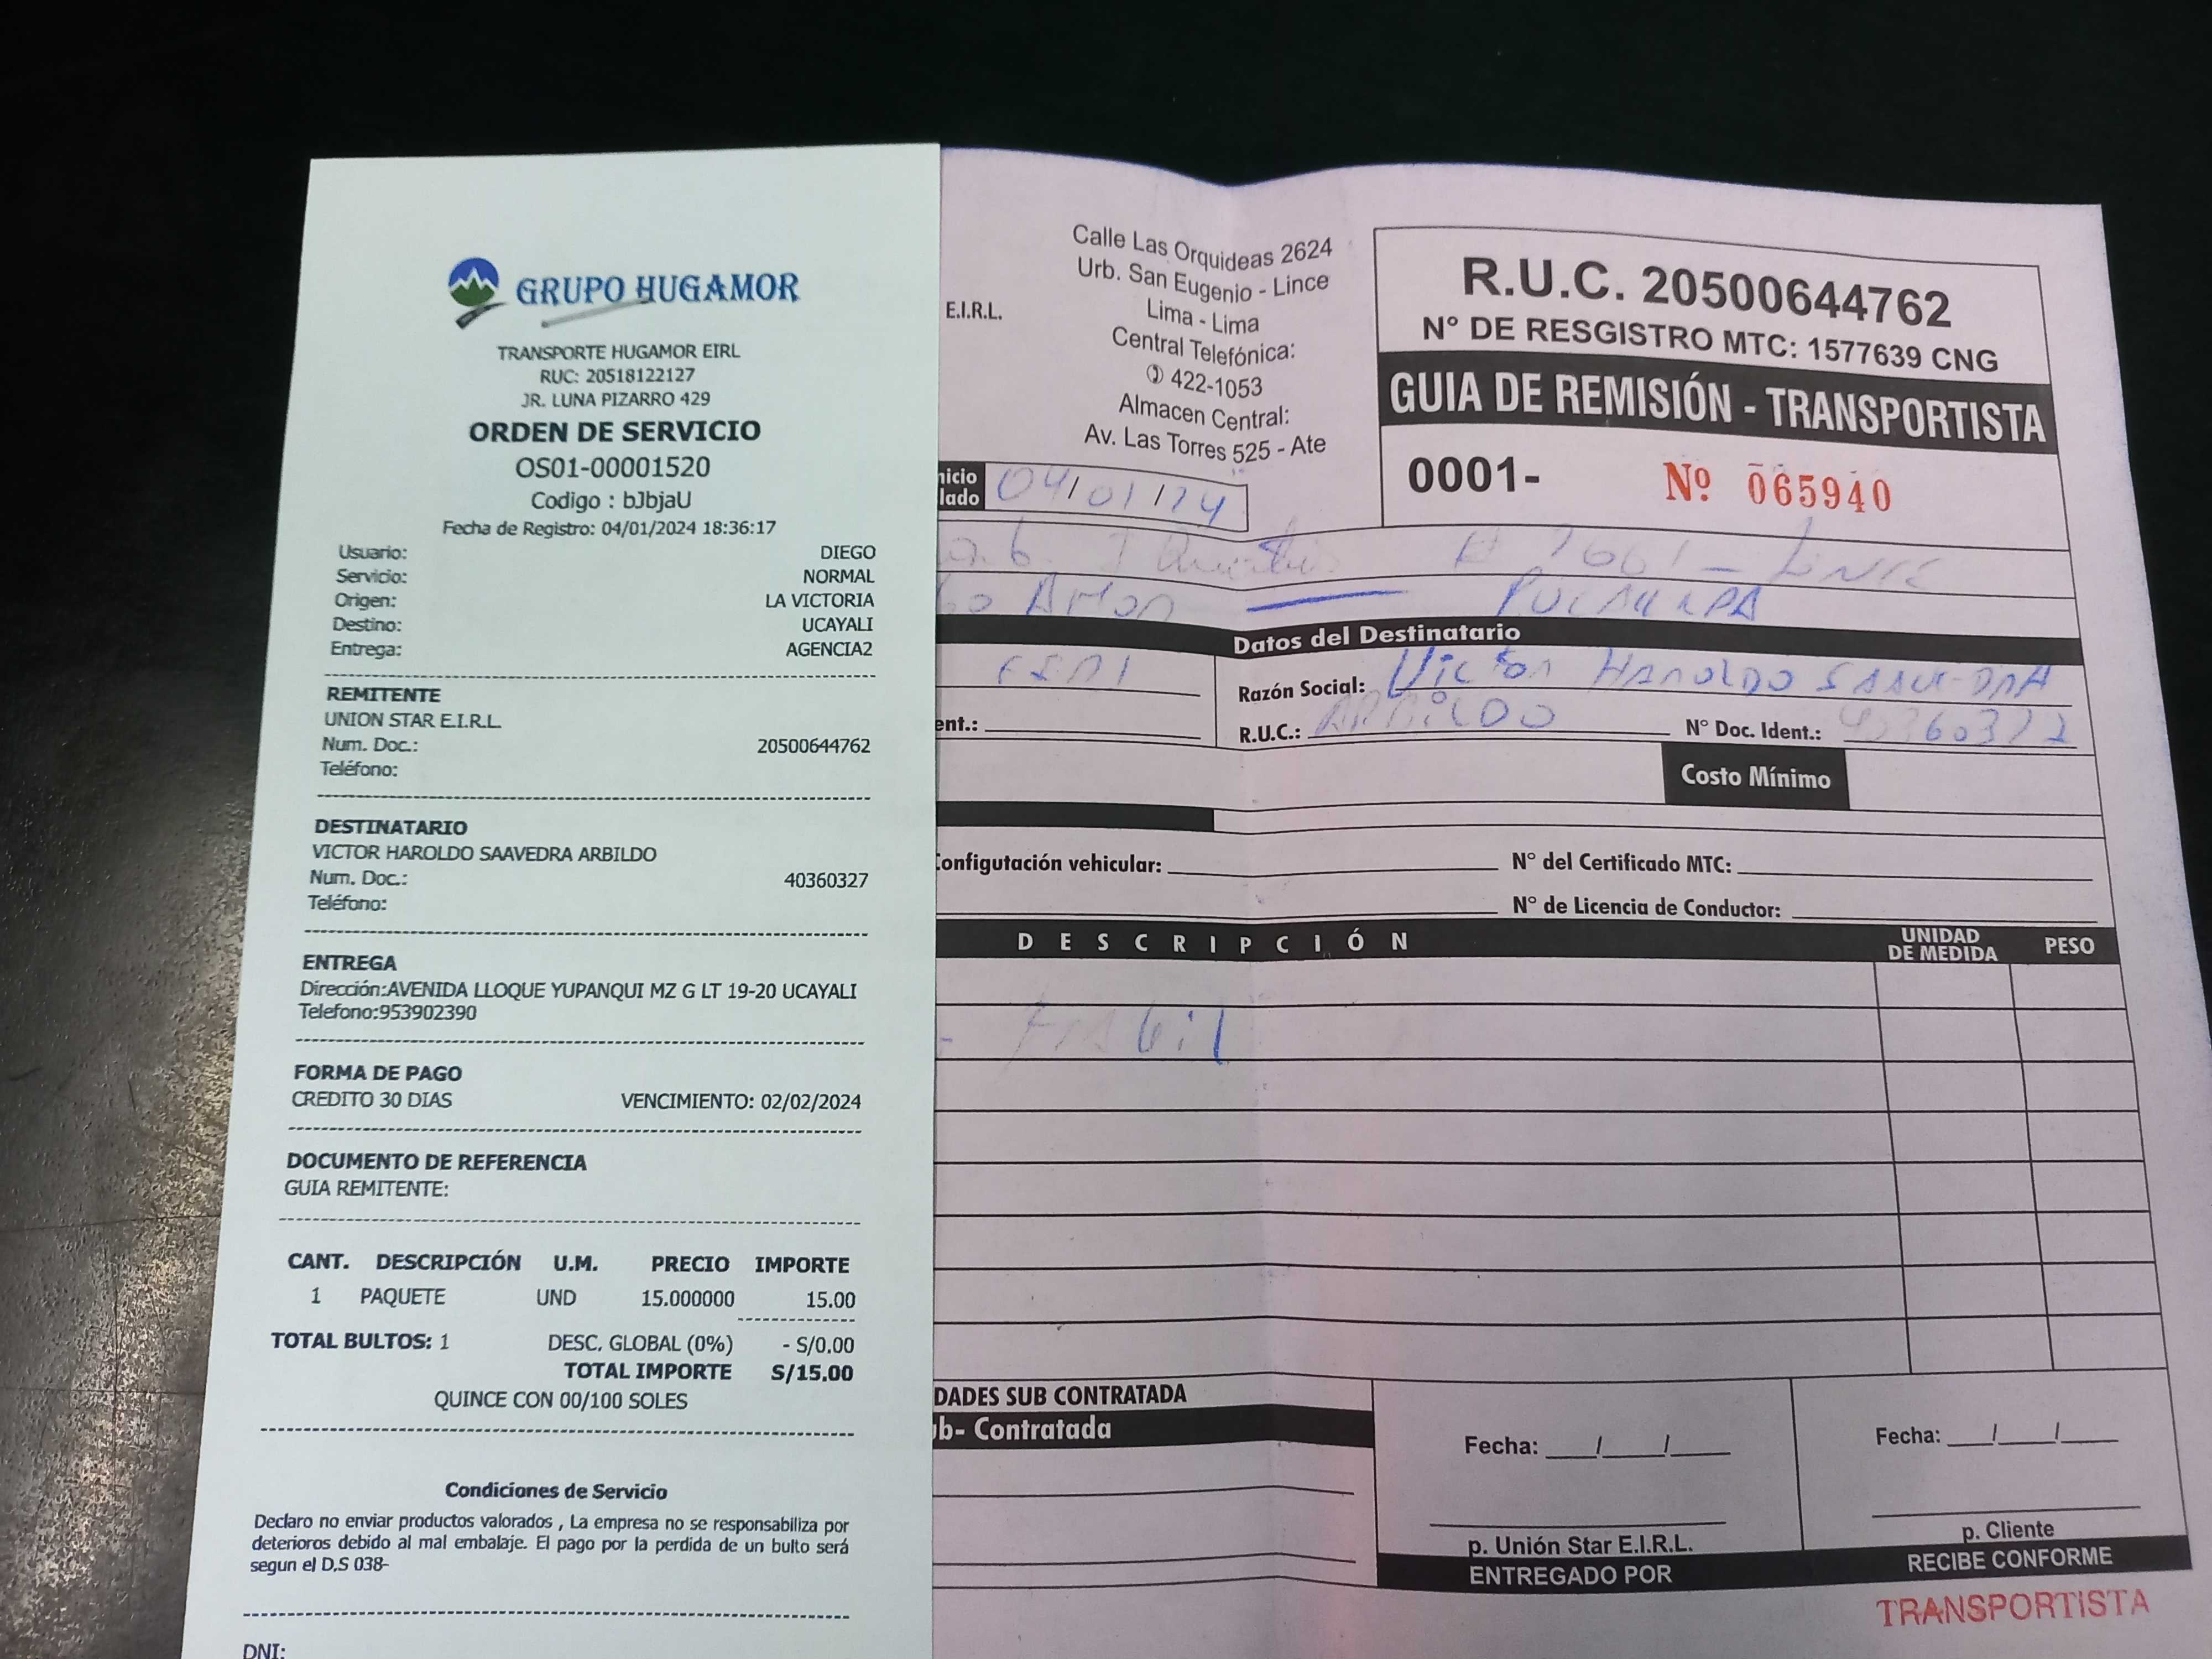 GRUPO HUGAMOR
TRANSPORTE HUGAMOR EIRL
RUC: 20518122127
JR. LUNA PIZARRO 429
ORDEN DE SERVICIO
OS01-00001520
Codigo : bJbjaU
Fecha de Registro: 04/01/2024 18:36:17
Usuario: DIEGO
Servicio: NORMAL
Origen: LA VICTORIA
Destino: UCAYALI
Entrega: AGENCIA2
REMITENTE
UNION STAR E.I.R.L.
Num. Doc.: 20500644762
Teléfono:
DESTINATARIO
VICTOR HAROLDO SAAVEDRA ARBILDO
Num. Doc.: 40360327
Teléfono:
ENTREGA
Dirección:AVENIDA LLOQUE YUPANQUI MZ G LT 19-20 UCAYALI
Telefono:953902390
FORMA DE PAGO
CREDITO 30 DIAS VENCIMIENTO: 02/02/2024
DOCUMENTO DE REFERENCIA
GUIA REMITENTE:
CANT. DESCRIPCIÓN U.M. PRECIO IMPORTE
1 PAQUETE UND 15.000000 15.00
TOTAL BULTOS: 1 DESC. GLOBAL (0%) - S/0.00
TOTAL IMPORTE S/15.00
QUINCE CON 00/100 SOLES
Condiciones de Servicio
Declaro no enviar productos valorados , La empresa no se responsabiliza por
deterioros debido al mal embalaje. El pago por la perdida de un bulto será
segun el D.S 038-
DNI:
E.I.R.L.
Calle Las Orquideas 2624
Urb. San Eugenio - Lince
Lima - Lima
Central Telefónica:
422-1053
Almacen Central:
Av. Las Torres 525 - Ate
R.U.C. 20500644762
N° DE RESGISTRO MTC: 1577639 CNG
GUIA DE REMISIÓN - TRANSPORTISTA
0001- Nº 065940
nicio
lado 04/01/24
Datos del Destinatario
Razón Social: Victor Haroldo
ent.: R.U.C.: ARBILDO N° Doc. Ident.:
Costo Mínimo
onfigutación vehicular: N° del Certificado MTC:
N° de Licencia de Conductor:
DESCRIPCIÓN UNIDAD DE MEDIDA PESO
DADES SUB CONTRATADA
b- Contratada
Fecha: / / Fecha: / /
p. Unión Star E.I.R.L. p. Cliente
ENTREGADO POR RECIBE CONFORME
TRANSPORTISTA